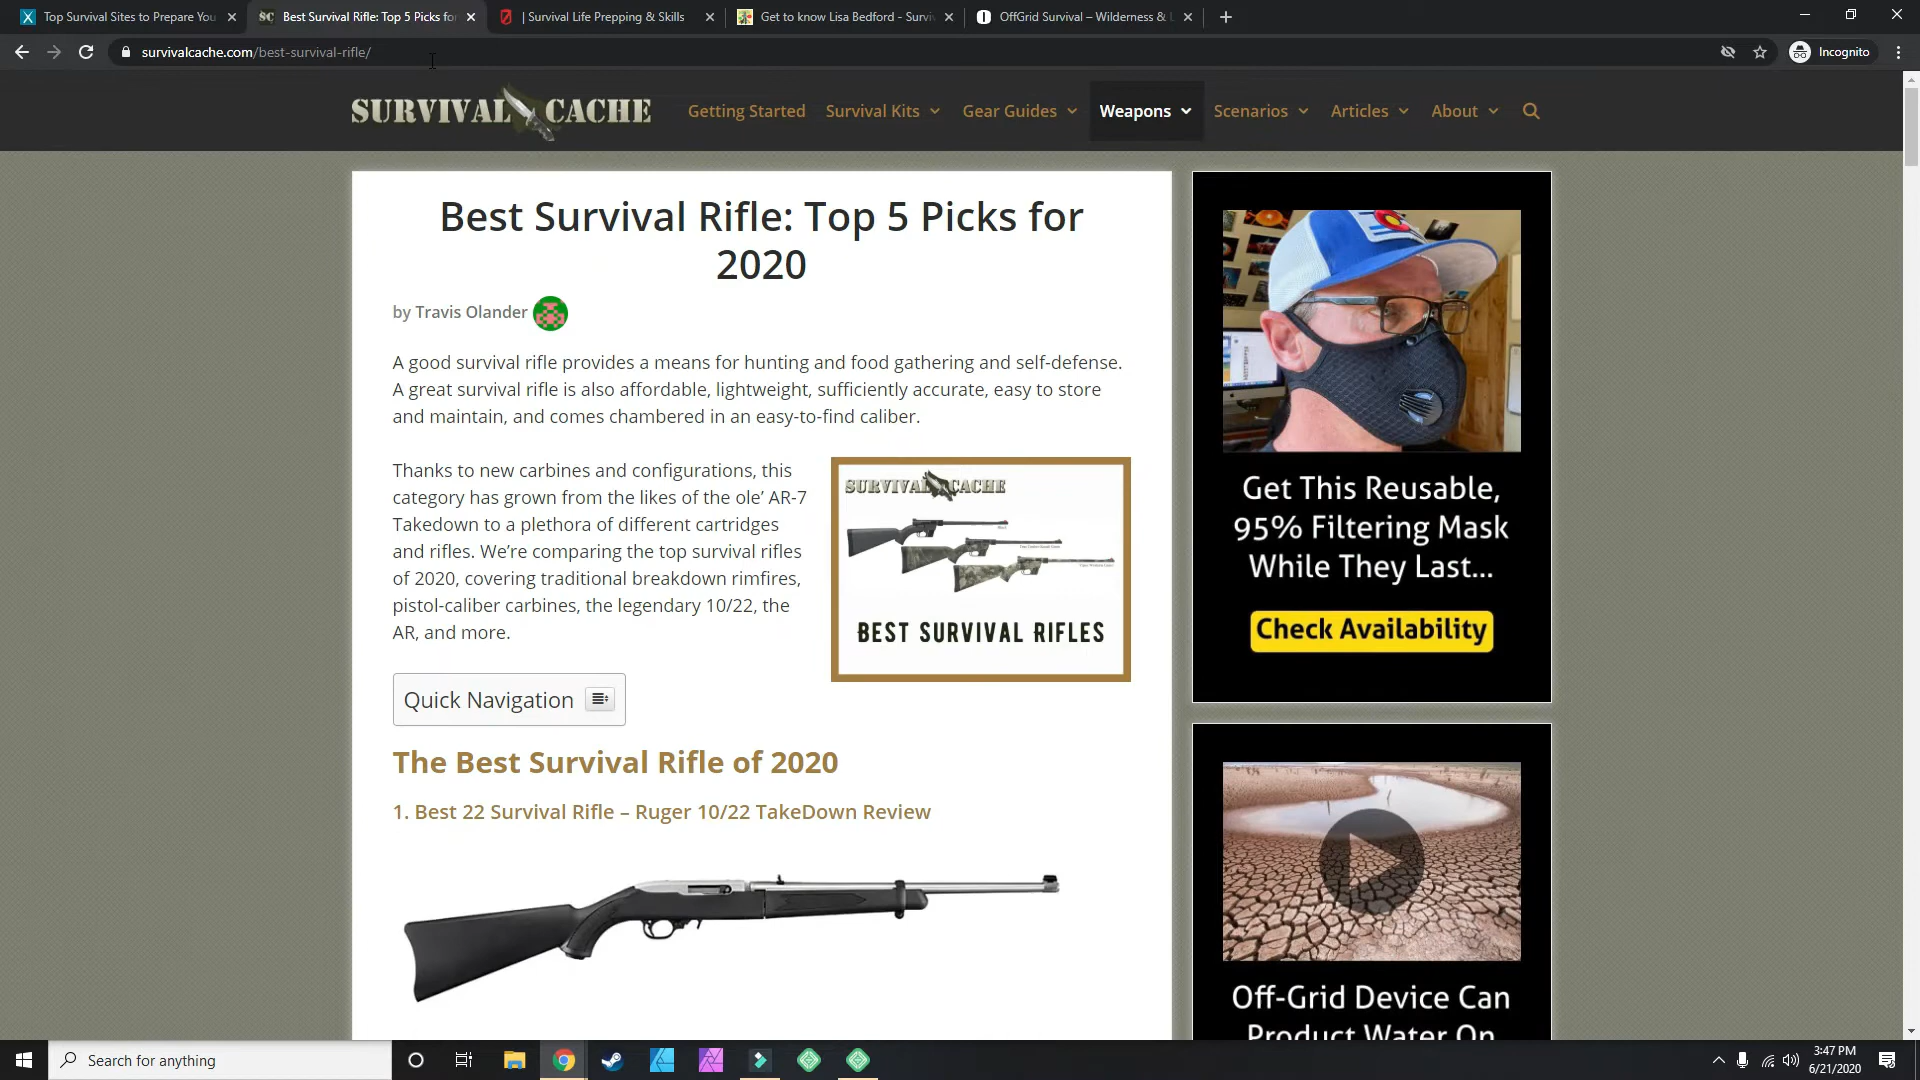 Top Survival Sites to Prepare You
Best Survival Rifle: Top 5 Picks for
| Survival Life Prepping & Skills
Get to know Lisa Bedford - Surviv
OffGrid Survival – Wilderness & L
survivalcache.com/best-survival-rifle/
Incognito
SURVIVAL CACHE
Getting Started
Survival Kits
Gear Guides
Weapons
Scenarios
Articles
About
Best Survival Rifle: Top 5 Picks for
2020
by Travis Olander
A good survival rifle provides a means for hunting and food gathering and self-defense.
A great survival rifle is also affordable, lightweight, sufficiently accurate, easy to store
and maintain, and comes chambered in an easy-to-find caliber.
Thanks to new carbines and configurations, this
category has grown from the likes of the ole’ AR-7
Takedown to a plethora of different cartridges
and rifles. We’re comparing the top survival rifles
of 2020, covering traditional breakdown rimfires,
pistol-caliber carbines, the legendary 10/22, the
AR, and more.
SURVIVAL CACHE
BEST SURVIVAL RIFLES
Quick Navigation
The Best Survival Rifle of 2020
1. Best 22 Survival Rifle – Ruger 10/22 TakeDown Review
Get This Reusable,
95% Filtering Mask
While They Last...
Check Availability
Off-Grid Device Can
Product Water On
Search for anything
3:47 PM
6/21/2020